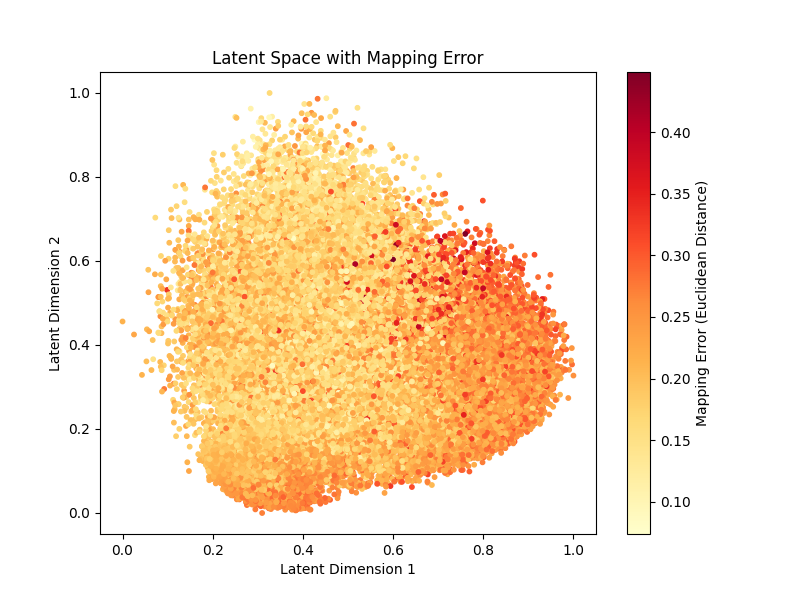 Latent Space with Mapping Error
1.0
0.8
0.6
0.4
0.2
0.0
Latent Dimension 2
0.0 0.2 0.4 0.6 0.8 1.0
Latent Dimension 1
0.40
0.35
0.30
0.25
0.20
0.15
0.10
Mapping Error (Euclidean Distance)